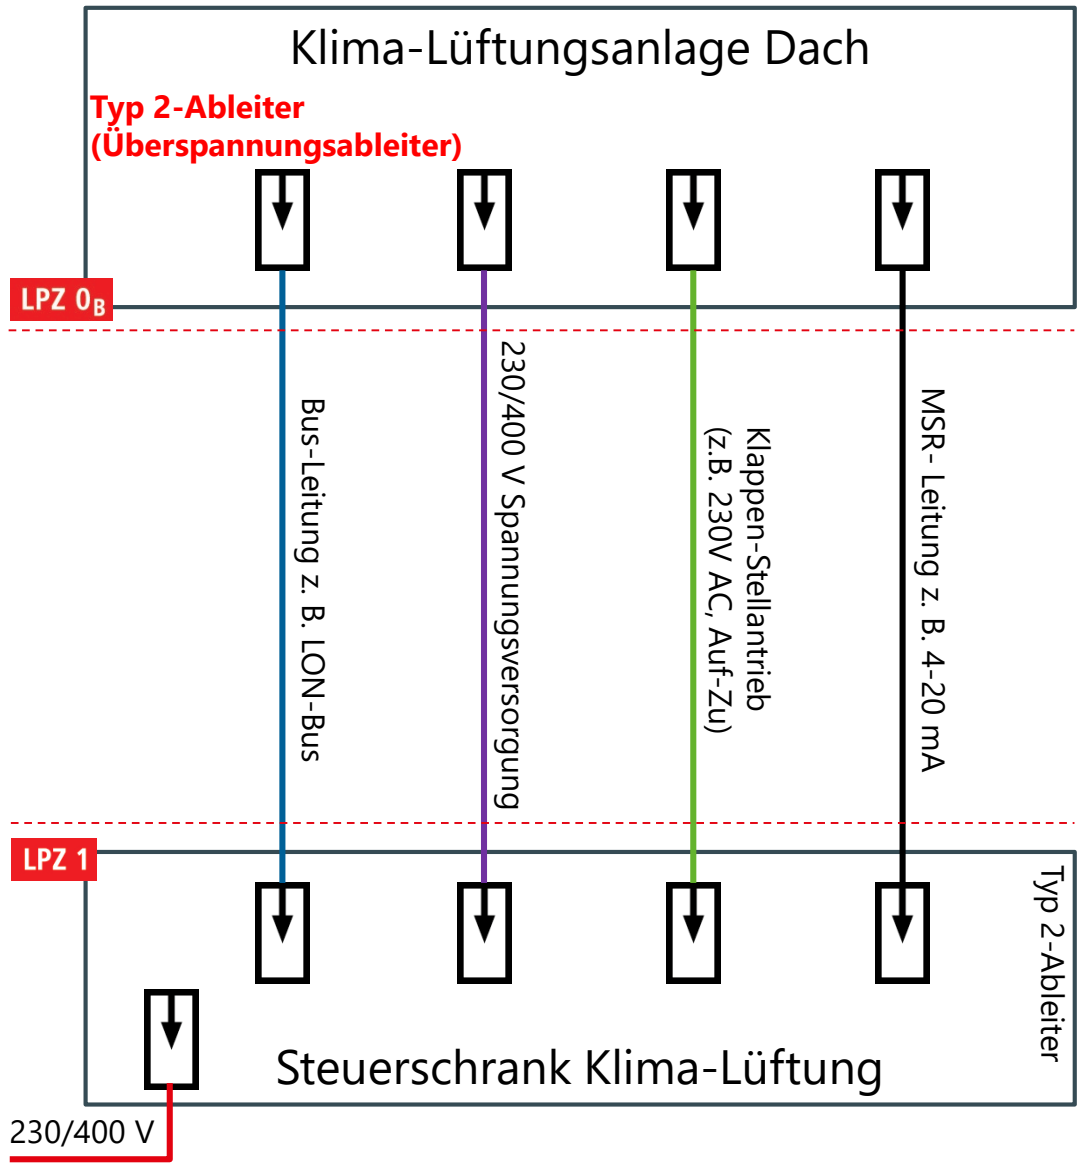 Klima-Lüftungsanlage Dach
Typ 2-Ableiter
(Überspannungsableiter)
LPZ 0B
Bus-Leitung z. B. LON-Bus
230/400 V Spannungsversorgung
Klappen-Stellantrieb
(z.B. 230V AC, Auf-Zu)
MSR- Leitung z. B. 4-20 mA
LPZ 1
Typ 2-Ableiter
Steuerschrank Klima-Lüftung
230/400 V